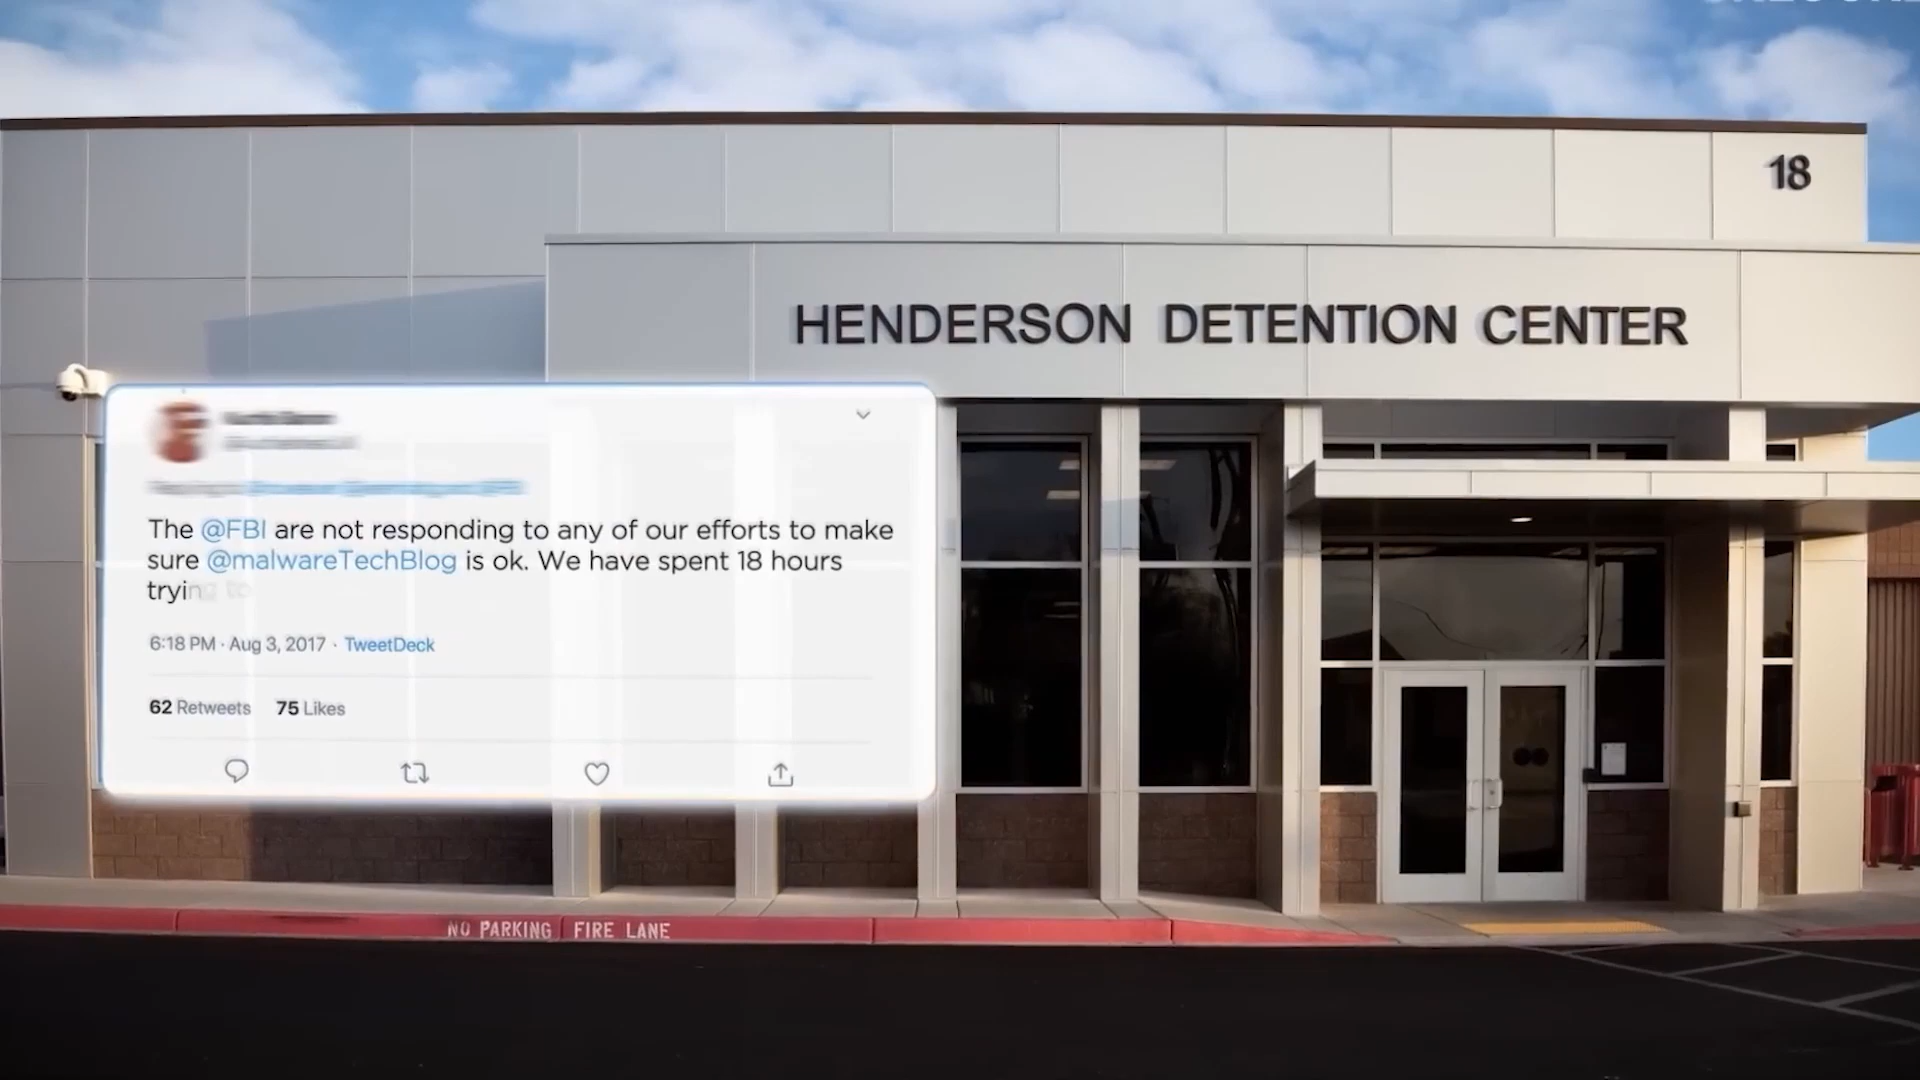 18
HENDERSON DETENTION CENTER
The @FBI are not responding to any of our efforts to make
sure @malwareTechBlog is ok. We have spent 18 hours
trying to
6:18 PM · Aug 3, 2017 · TweetDeck
62 Retweets 75 Likes
NO PARKING FIRE LANE